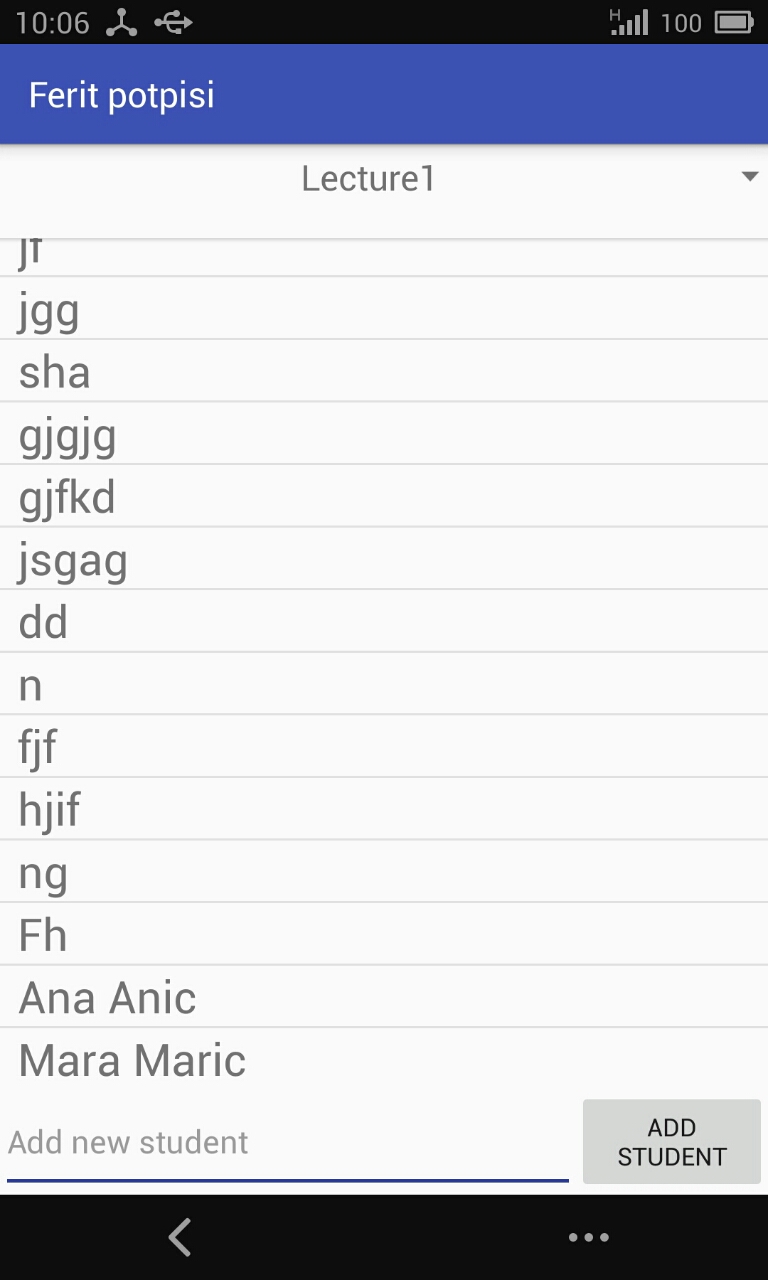 10:06 H 100
Ferit potpisi
Lecture1
jf
jgg
sha
gjgjg
gjfkd
jsgag
dd
n
fjf
hjif
ng
Fh
Ana Anic
Mara Maric
Add new student
ADD
STUDENT